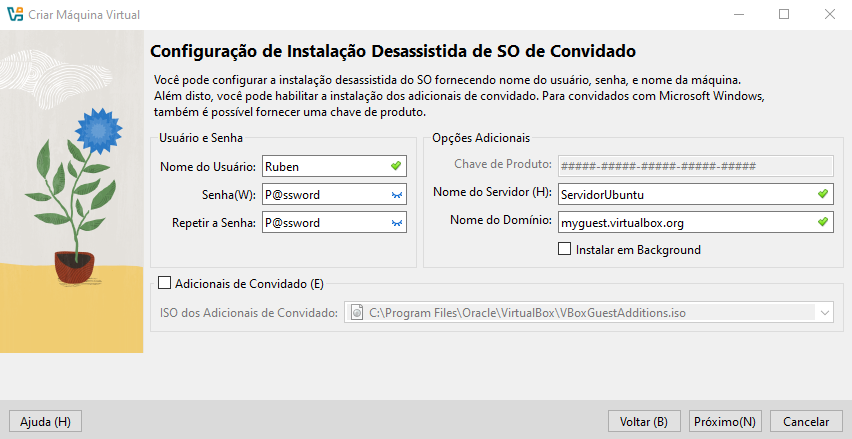 Criar Máquina Virtual
Configuração de Instalação Desassistida de SO de Convidado
Você pode configurar a instalação desassistida do SO fornecendo nome do usuário, senha, e nome da máquina.
Além disto, você pode habilitar a instalação dos adicionais de convidado. Para convidados com Microsoft Windows,
também é possível fornecer uma chave de produto.
Usuário e Senha
Nome do Usuário: Ruben
Senha(W): P@ssword
Repetir a Senha: P@ssword
Opções Adicionais
Chave de Produto: #####-#####-#####-#####-#####
Nome do Servidor (H): ServidorUbuntu
Nome do Domínio: myguest.virtualbox.org
Instalar em Background
Adicionais de Convidado (E)
ISO dos Adicionais de Convidado: C:\Program Files\Oracle\VirtualBox\VBoxGuestAdditions.iso
Ajuda (H) Voltar (B) Próximo(N) Cancelar